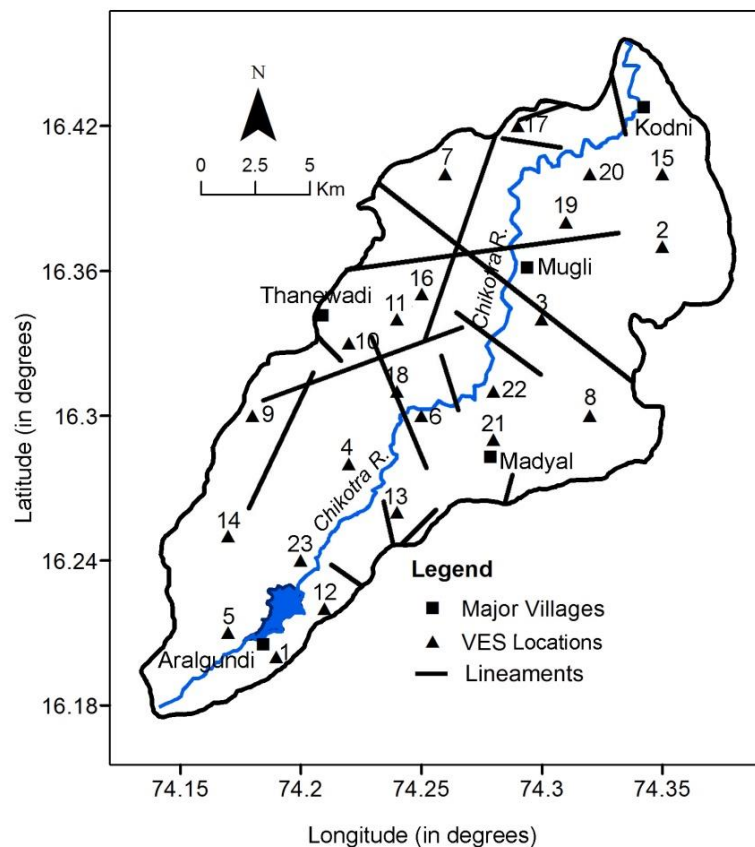 N
0 2.5 5
Km
16.42
16.36
16.3
16.24
16.18
Latitude (in degrees)
17
Kodni
7
20
15
19
2
Chikotra R.
Mugli
16
Thanewadi
11
3
10
18
22
9
6
8
21
4
Madyal
Chikotra R.
13
14
23
12
5
Aralgundi
1
Legend
Major Villages
VES Locations
Lineaments
74.15 74.2 74.25 74.3 74.35
Longitude (in degrees)